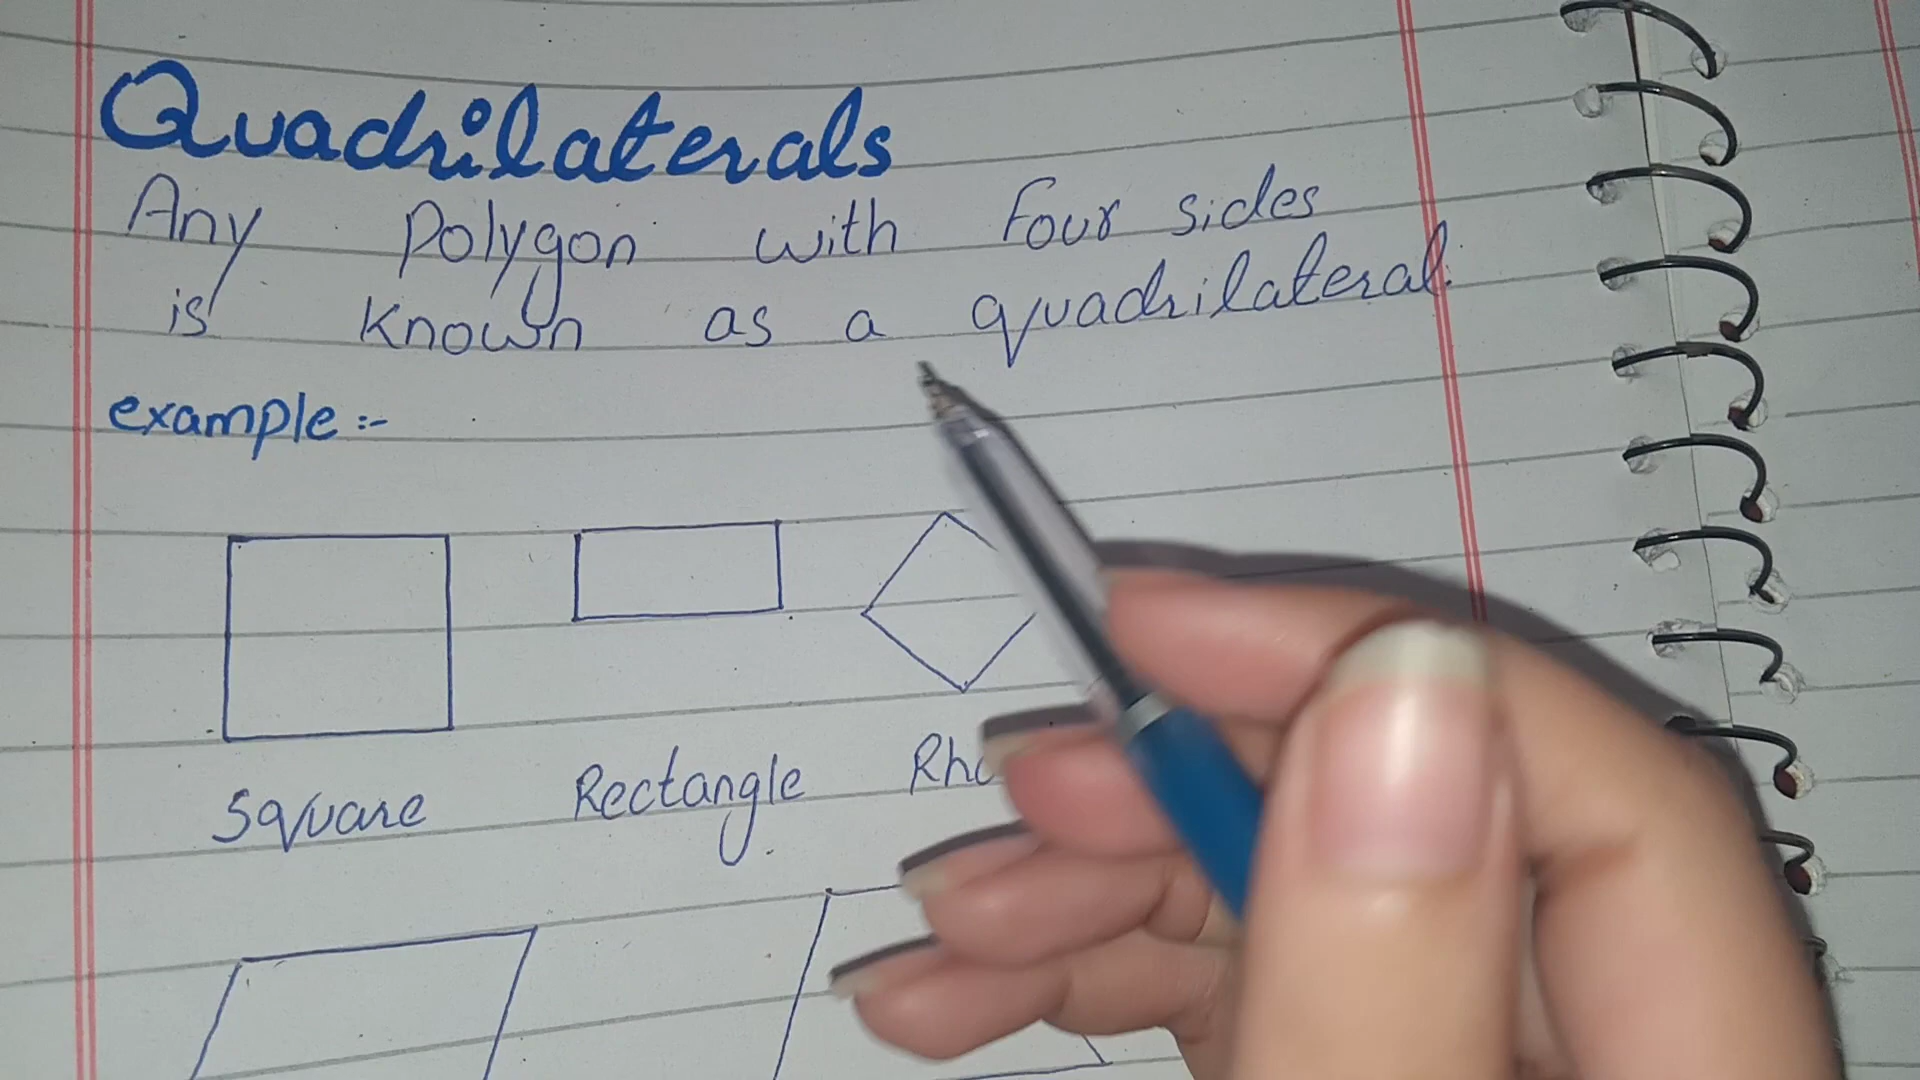 Quadrilaterals
Any Polygon with Four sides
is Known as a quadrilateral.
example:-
Square Rectangle